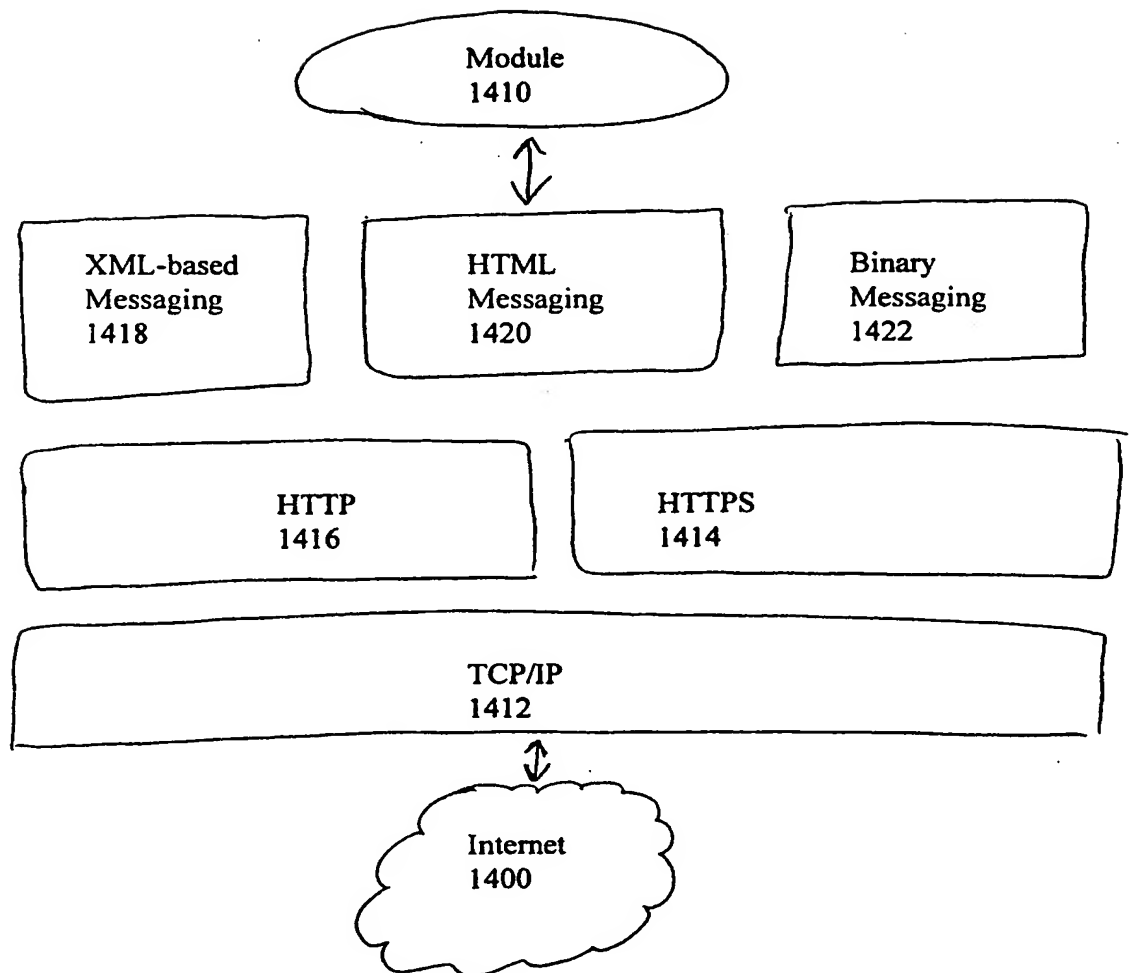 Module
1410
XML-based
Messaging
1418
HTML
Messaging
1420
Binary
Messaging
1422
HTTP
1416
HTTPS
1414
TCP/IP
1412
Internet
1400